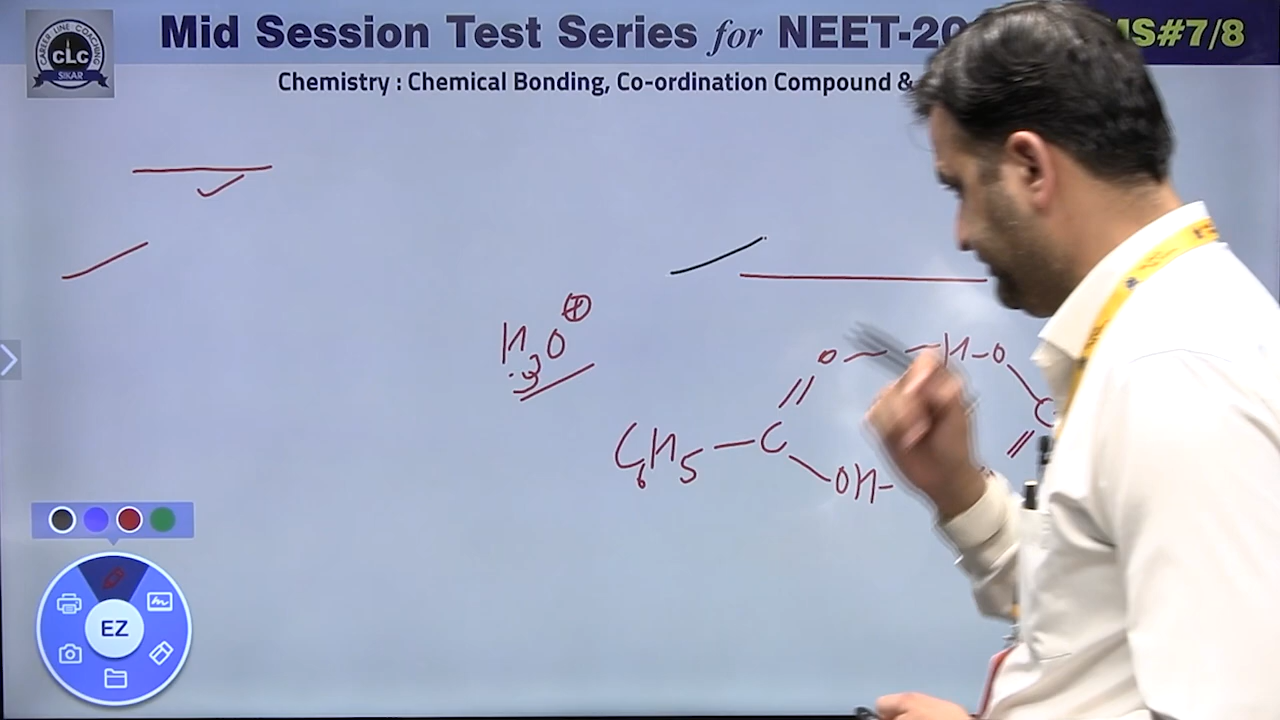 Mid Session Test Series for NEET-20
MS#7/8
CAREER LINE COACHING
CLC
SIKAR
Chemistry : Chemical Bonding, Co-ordination Compound &
H3O⊕
O — — H–O
C
C6H5 — C
OH–
EZ